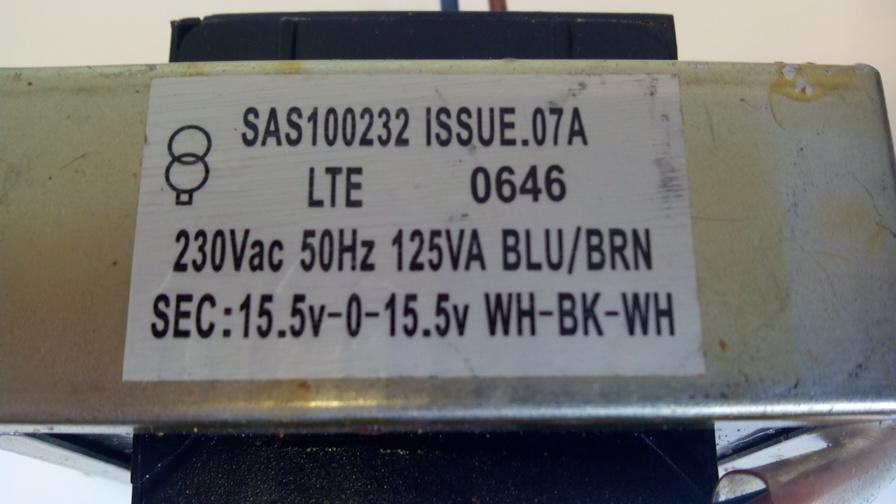 SAS100232 ISSUE.07A
LTE 0646
230Vac 50Hz 125VA BLU/BRN
SEC:15.5v-0-15.5v WH-BK-WH